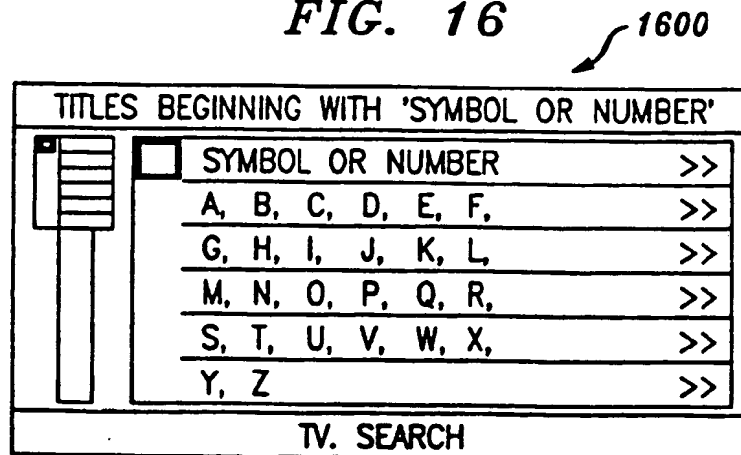 FIG. 16
1600
TITLES BEGINNING WITH 'SYMBOL OR NUMBER'
SYMBOL OR NUMBER >>
A, B, C, D, E, F, >>
G, H, I, J, K, L, >>
M, N, O, P, Q, R, >>
S, T, U, V, W, X, >>
Y, Z >>
TV. SEARCH